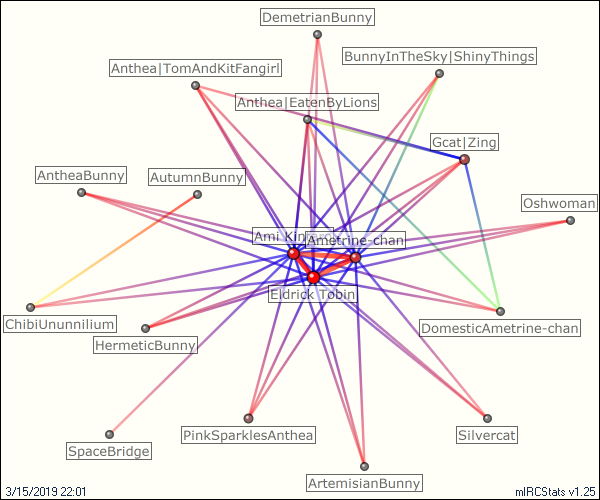 DemetrianBunny
BunnyInTheSky|ShinyThings
Anthea|TomAndKitFangirl
Anthea|EatenByLions
Gcat|Zing
AntheaBunny
AutumnBunny
Oshwoman
Ami
Ametrine-chan
Eldrick Tobin
ChibiUnunnilium
DomesticAmetrine-chan
HermeticBunny
PinkSparklesAnthea
Silvercat
SpaceBridge
ArtemisianBunny
3/15/2019 22:01
mIRCStats v1.25